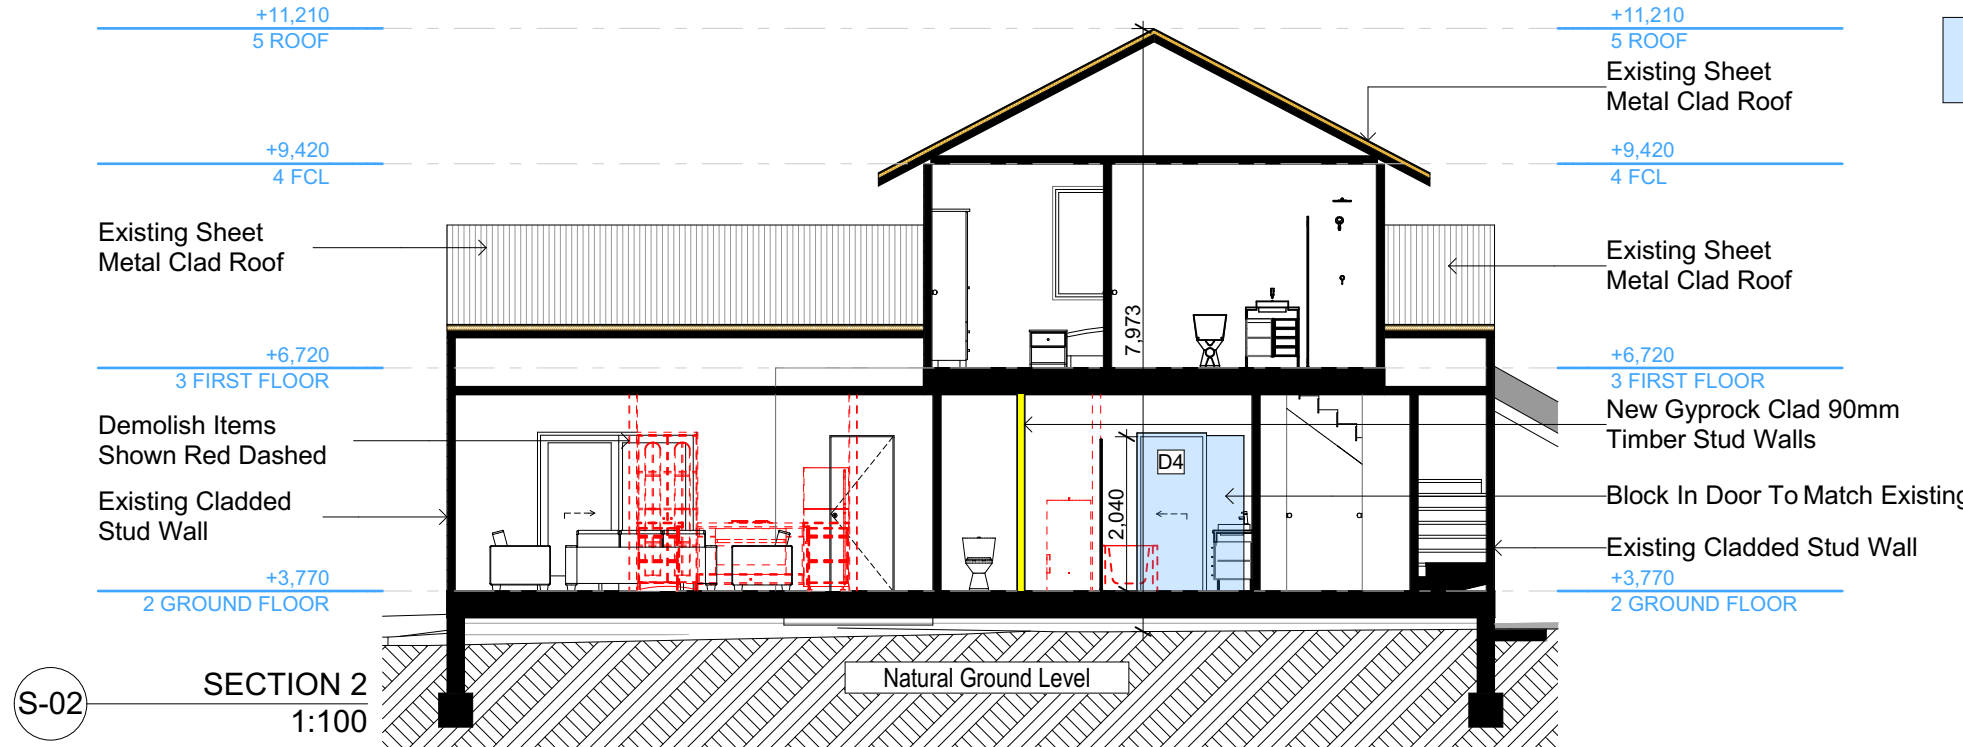 +11,210
5 ROOF
+9,420
4 FCL
Existing Sheet
Metal Clad Roof
+6,720
3 FIRST FLOOR
Demolish Items
Shown Red Dashed
Existing Cladded
Stud Wall
+3,770
2 GROUND FLOOR
S-02
SECTION 2
1:100
7,973
2,040
D4
Natural Ground Level
+11,210
5 ROOF
Existing Sheet
Metal Clad Roof
+9,420
4 FCL
Existing Sheet
Metal Clad Roof
+6,720
3 FIRST FLOOR
New Gyprock Clad 90mm
Timber Stud Walls
Block In Door To Match Existing
Existing Cladded Stud Wall
+3,770
2 GROUND FLOOR